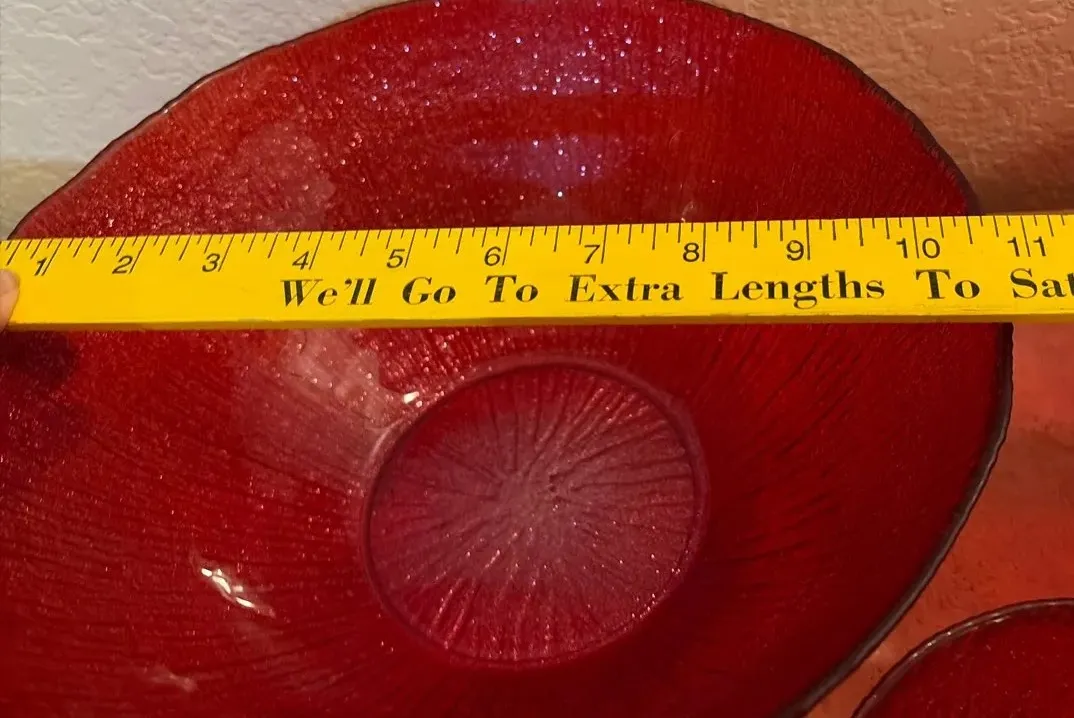 1 2 3 4 5 6 7 8 9 10 11
We'll Go To Extra Lengths To Sat